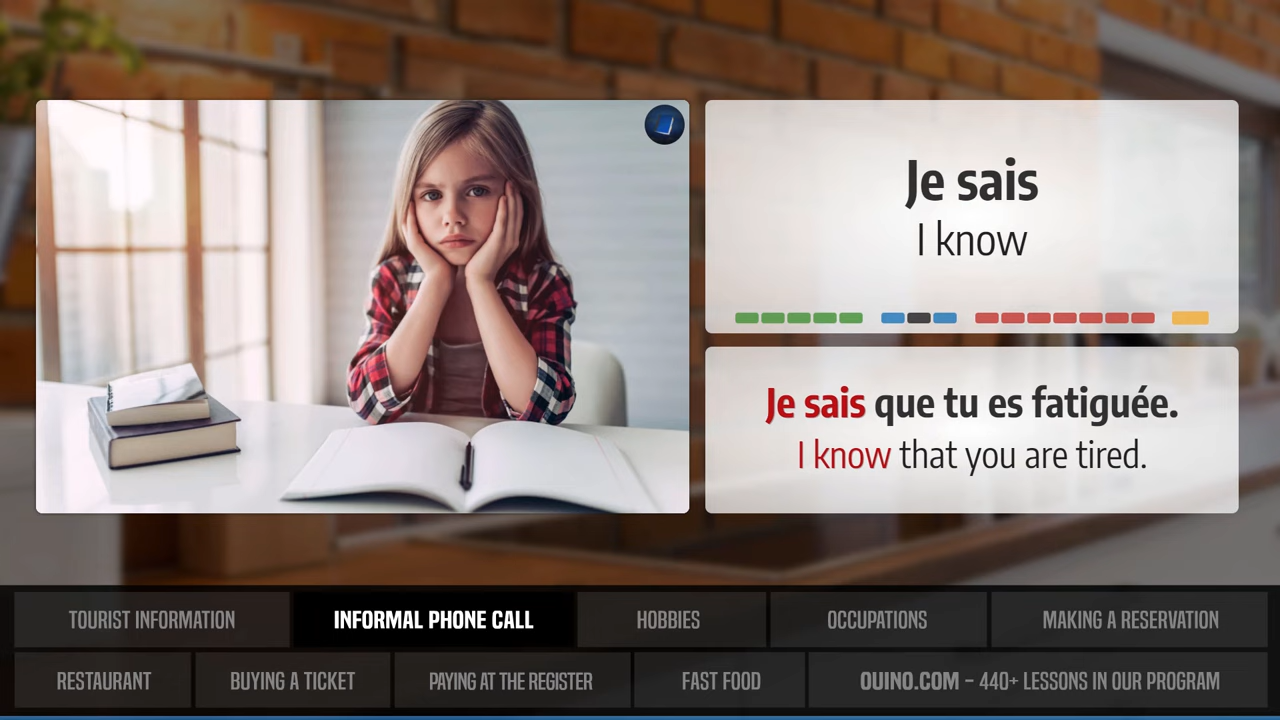 Je sais
I know
Je sais que tu es fatiguée.
I know that you are tired.
TOURIST INFORMATION
INFORMAL PHONE CALL
HOBBIES
OCCUPATIONS
MAKING A RESERVATION
RESTAURANT
BUYING A TICKET
PAYING AT THE REGISTER
FAST FOOD
OUINO.COM – 440+ LESSONS IN OUR PROGRAM